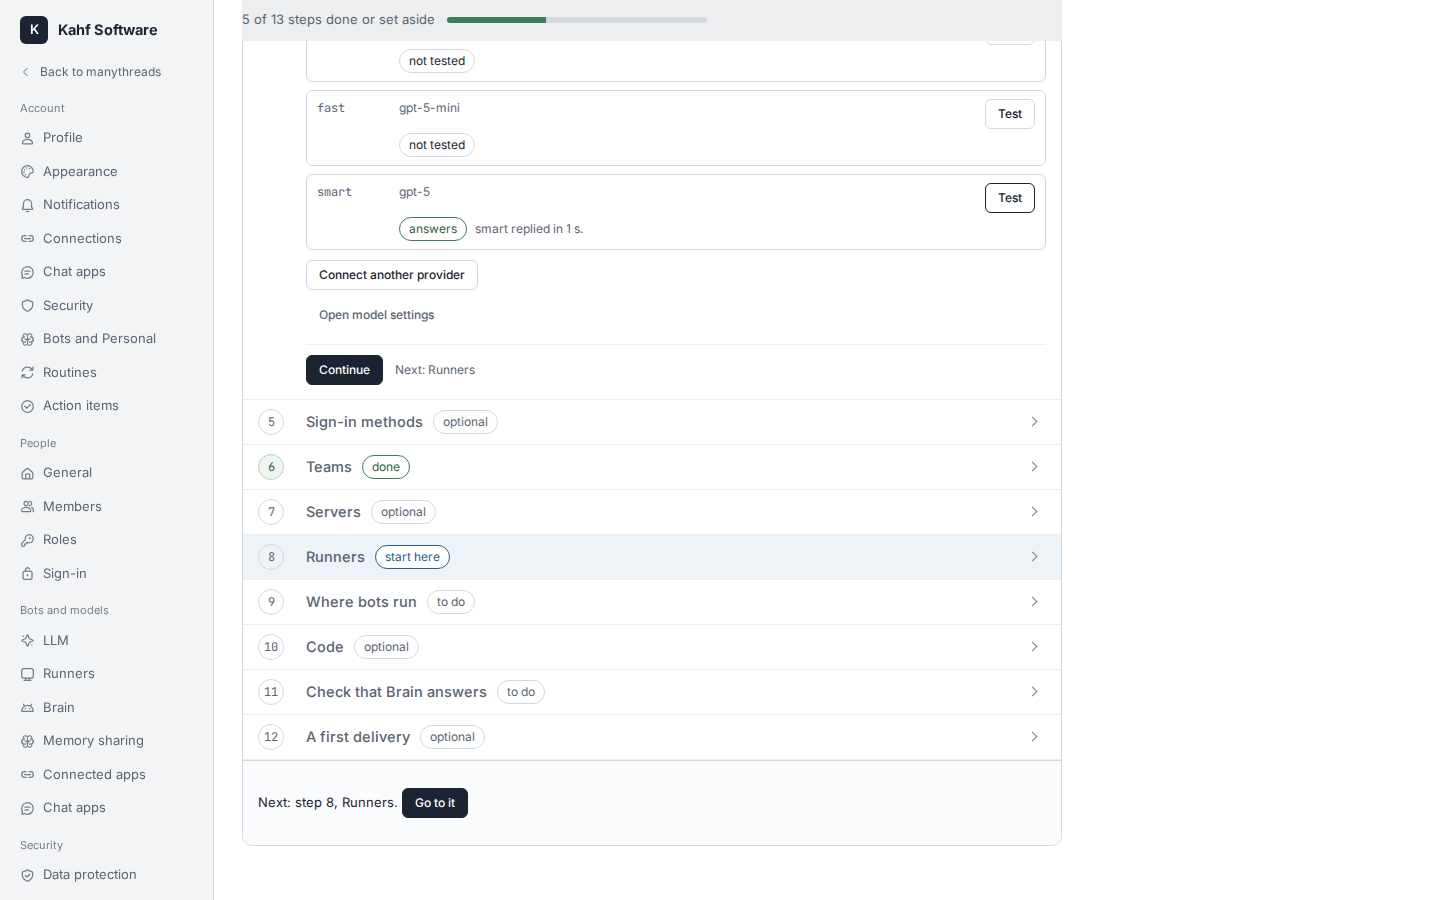 K Kahf Software
Back to manythreads
Account
Profile
Appearance
Notifications
Connections
Chat apps
Security
Bots and Personal
Routines
Action items
People
General
Members
Roles
Sign-in
Bots and models
LLM
Runners
Brain
Memory sharing
Connected apps
Chat apps
Security
Data protection
5 of 13 steps done or set aside
not tested
fast gpt-5-mini Test
not tested
smart gpt-5 Test
answers smart replied in 1 s.
Connect another provider
Open model settings
Continue Next: Runners
5 Sign-in methods optional
6 Teams done
7 Servers optional
8 Runners start here
9 Where bots run to do
10 Code optional
11 Check that Brain answers to do
12 A first delivery optional
Next: step 8, Runners. Go to it